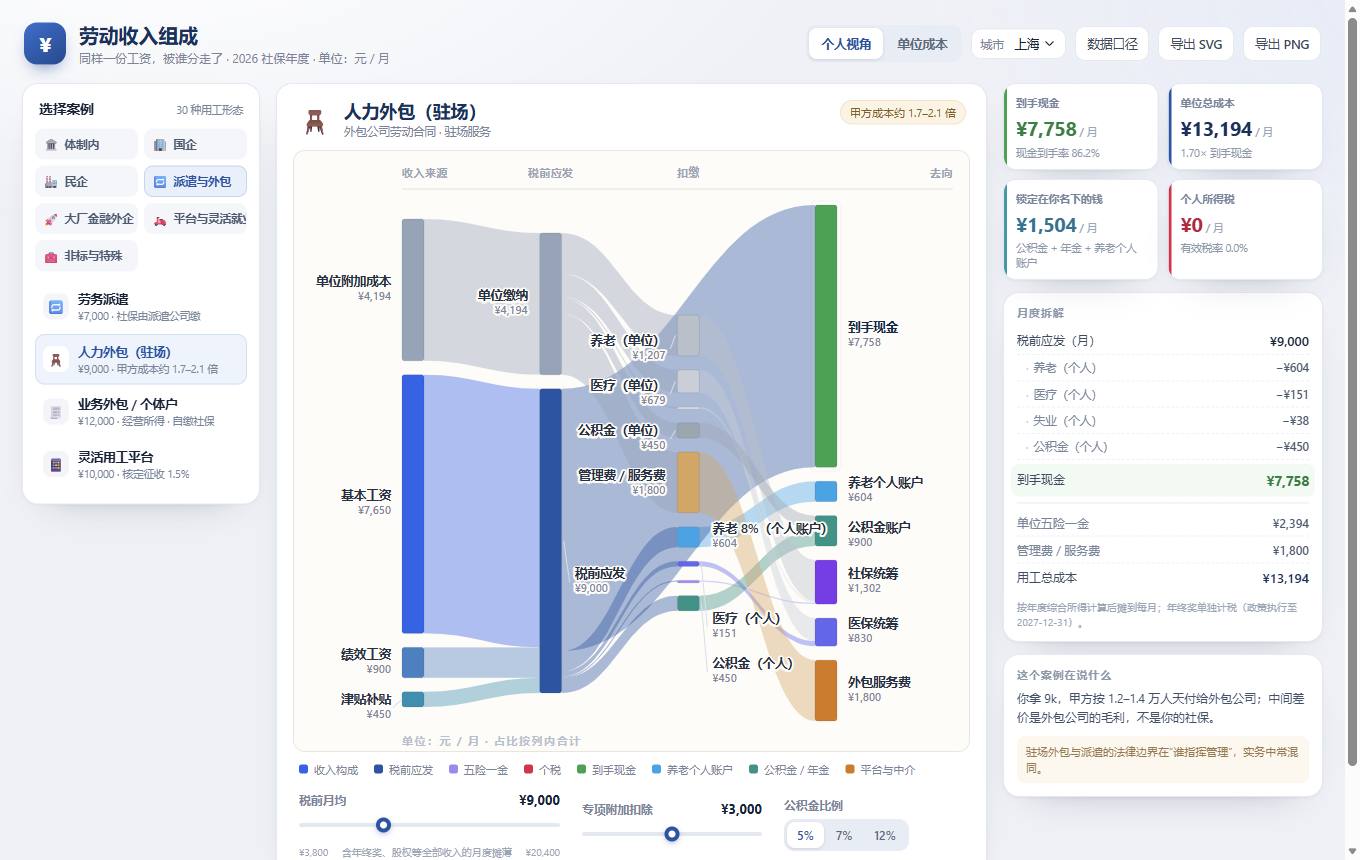 ¥
劳动收入组成
同样一份工资，被谁分走了 · 2026 社保年度 · 单位：元 / 月
个人视角
单位成本
城市 上海
数据口径
导出 SVG
导出 PNG
选择案例
30 种用工形态
体制内
国企
民企
派遣与外包
大厂金融外企
平台与灵活就业
非标与特殊
劳务派遣
¥7,000 · 社保由派遣公司缴
人力外包（驻场）
¥9,000 · 甲方成本约 1.7–2.1 倍
业务外包 / 个体户
¥12,000 · 经营所得 · 自缴社保
灵活用工平台
¥10,000 · 核定征收 1.5%
人力外包（驻场）
外包公司劳动合同 · 驻场服务
甲方成本约 1.7–2.1 倍
收入来源
税前应发
扣缴
去向
单位附加成本
¥4,194
基本工资
¥7,650
绩效工资
¥900
津贴补贴
¥450
单位缴纳
¥4,194
税前应发
¥9,000
养老（单位）
¥1,207
医疗（单位）
¥679
公积金（单位）
¥450
管理费 / 服务费
¥1,800
养老 8%（个人账户）
¥604
医疗（个人）
¥151
公积金（个人）
¥450
到手现金
¥7,758
养老个人账户
¥604
公积金账户
¥900
社保统筹
¥1,302
医保统筹
¥830
外包服务费
¥1,800
单位：元 / 月 · 占比按列内合计
收入构成
税前应发
五险一金
个税
到手现金
养老个人账户
公积金 / 年金
平台与中介
税前月均
¥9,000
¥3,800
含年终奖、股权等全部收入的月度摊薄
¥20,400
专项附加扣除
¥3,000
公积金比例
5%
7%
12%
到手现金
¥7,758 / 月
现金到手率 86.2%
单位总成本
¥13,194 / 月
1.70× 到手现金
锁定在你名下的钱
¥1,504 / 月
公积金 + 年金 + 养老个人
账户
个人所得税
¥0 / 月
有效税率 0.0%
月度拆解
税前应发（月）
¥9,000
· 养老（个人）
−¥604
· 医疗（个人）
−¥151
· 失业（个人）
−¥38
· 公积金（个人）
−¥450
到手现金
¥7,758
单位五险一金
¥2,394
管理费 / 服务费
¥1,800
用工总成本
¥13,194
按年度综合所得计算后摊到每月；年终奖单独计税（政策执行至
2027-12-31）。
这个案例在说什么
你拿 9k，甲方按 1.2–1.4 万人天付给外包公司；中间差
价是外包公司的毛利，不是你的社保。
驻场外包与派遣的法律边界在“谁指挥管理”，实务中常混
同。